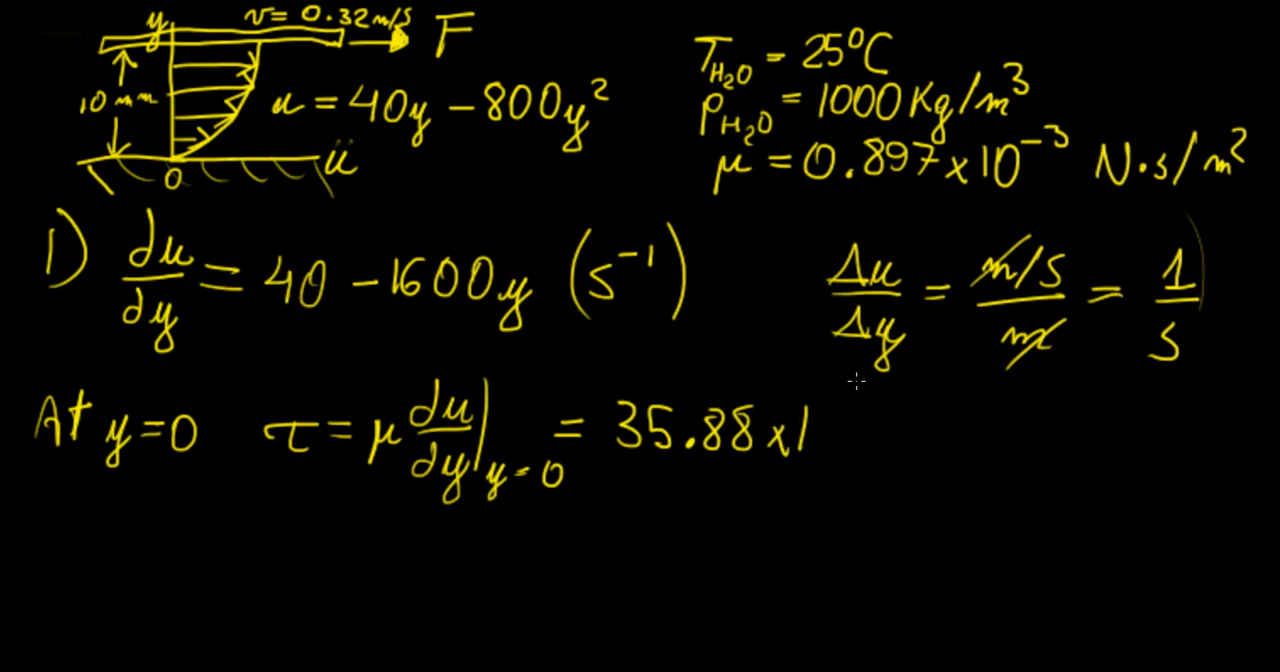 y v = 0.32 m/s
F
10 mm u = 40y − 800y²
0 u
T_H₂O = 25°C
ρ_H₂O = 1000 Kg/m³
μ = 0.897 x 10⁻³ N·s/m²
1) du/dy = 40 − 1600y (s⁻¹) Δu/Δy = m/s/m = 1/s
At y = 0 τ = μ du/dy|y=0 = 35.88 x 1